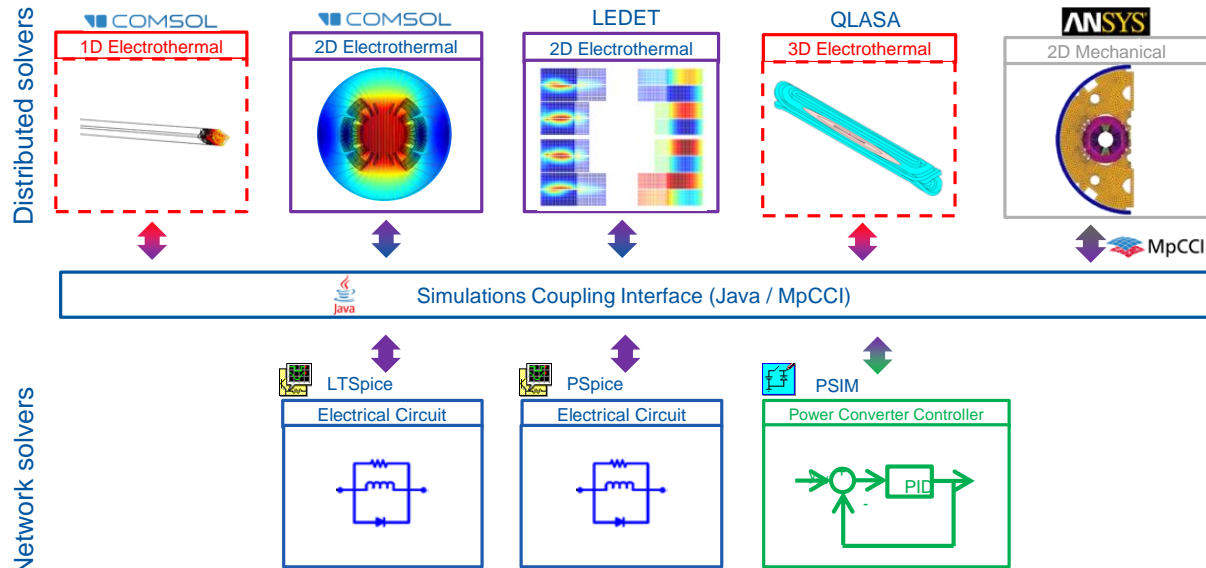 Distributed solvers
COMSOL
COMSOL
LEDET
QLASA
ANSYS
1D Electrothermal
2D Electrothermal
2D Electrothermal
3D Electrothermal
2D Mechanical
MpCCI
Java
Simulations Coupling Interface (Java / MpCCI)
Network solvers
LTSpice
PSpice
PSIM
Electrical Circuit
Electrical Circuit
Power Converter Controller
+
PID
-